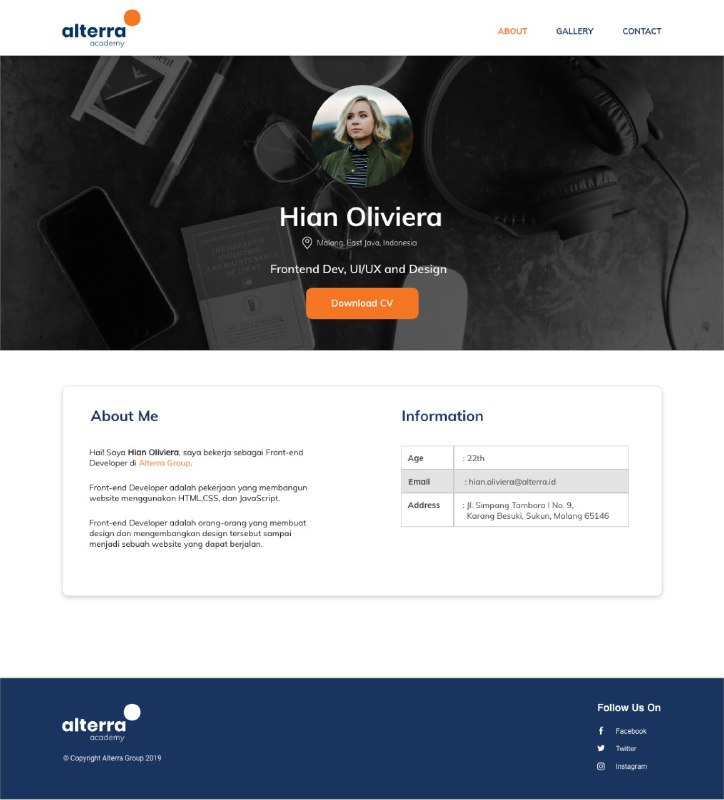 alterra
academy
ABOUT
GALLERY
CONTACT
Hian Oliviera
Malang, East Java, Indonesia
Frontend Dev, UI/UX and Design
Download CV
About Me
Hai! Saya Hian Oliviera, saya bekerja sebagai Front-end
Developer di Alterra Group.
Front-end Developer adalah pekerjaan yang membangun
website menggunakan HTML,CSS, dan JavaScript.
Front-end Developer adalah orang-orang yang membuat
design dan mengembangkan design tersebut sampai
menjadi sebuah website yang dapat berjalan.
Information
Age : 22th
Email : hian.oliviera@alterra.id
Address : Jl. Simpang Tambora I No. 9,
Karang Besuki, Sukun, Malang 65146
alterra
academy
© Copyright Alterra Group 2019
Follow Us On
Facebook
Twitter
Instagram